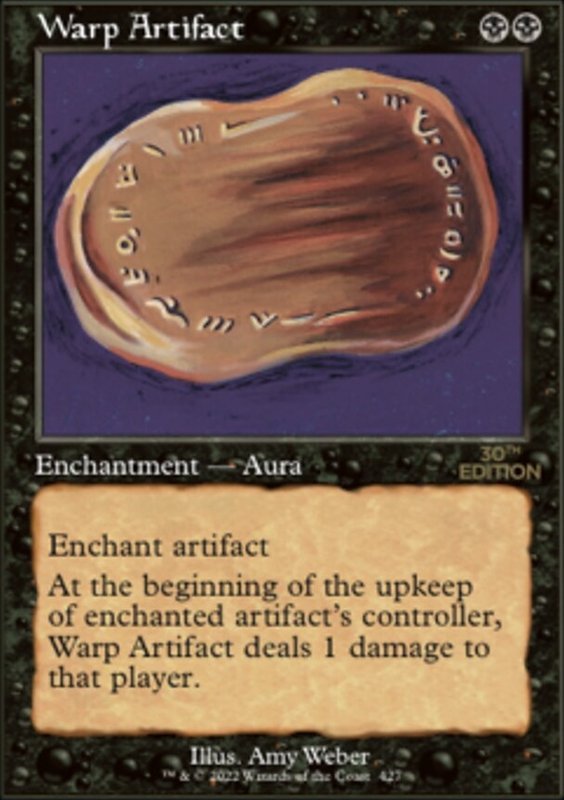 Warp Artifact
Enchantment — Aura
30TH
EDITION
Enchant artifact
At the beginning of the upkeep
of enchanted artifact's controller,
Warp Artifact deals 1 damage to
that player.
Illus. Amy Weber
™ & © 2022 Wizards of the Coast 427